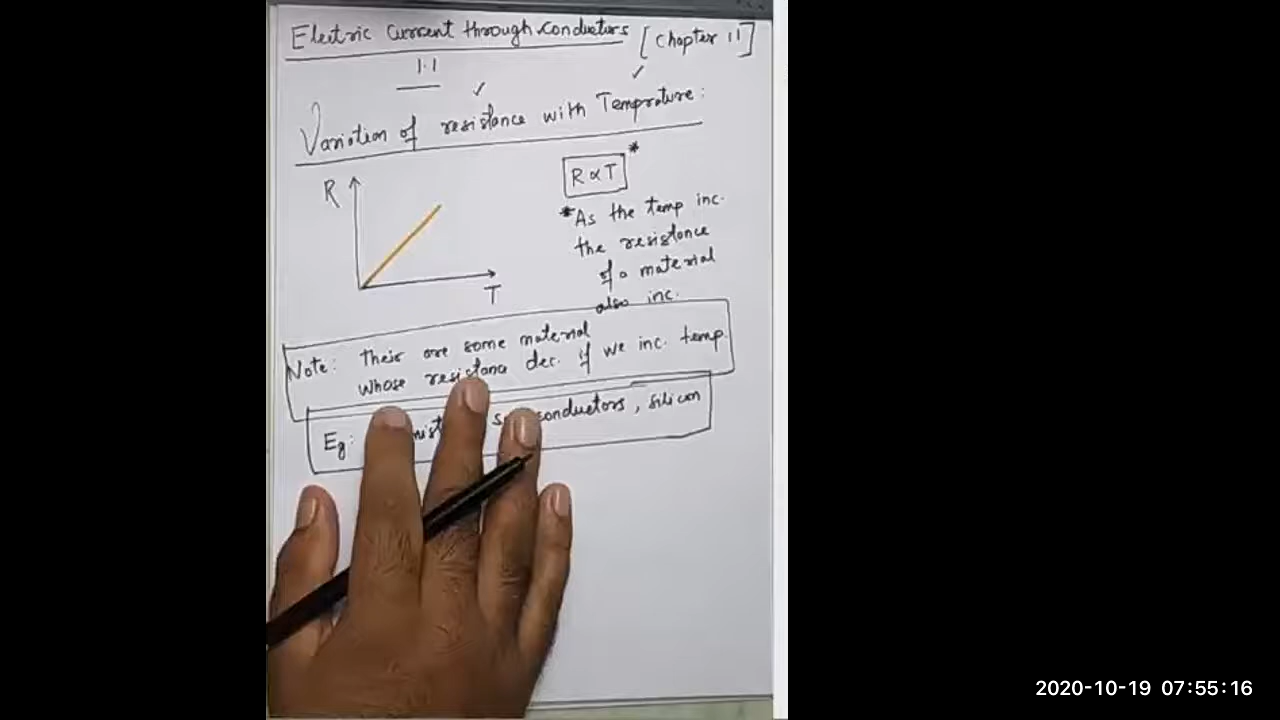 Electric Current through Conductors [Chapter 11]
1.1
Variation of resistance with Temprature:
R
R ∝ T *
*As the temp inc.
the resistance
of a material
also inc.
T
Note: Their are some material
whose resistance dec. if we inc. temp.
Eg: conductors, silicon
2020-10-19 07:55:16